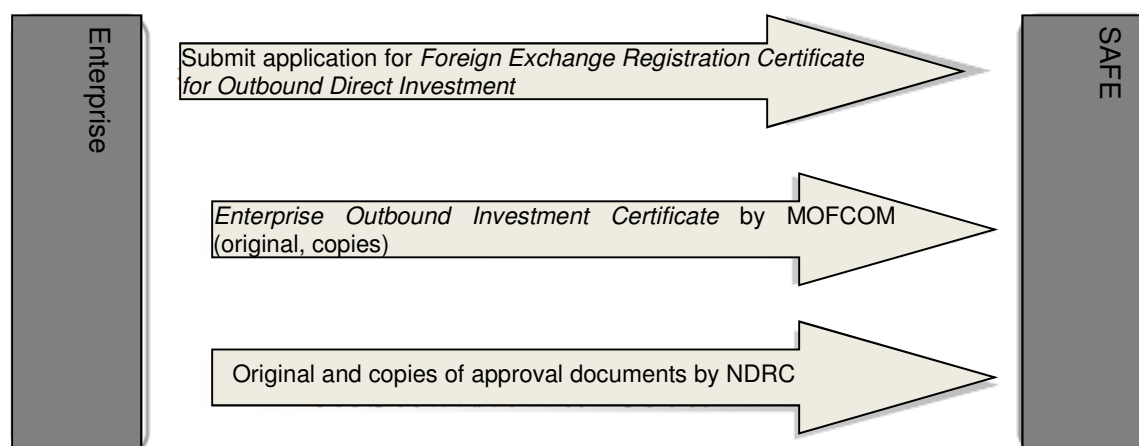 Enterprise
Submit application for Foreign Exchange Registration Certificate
for Outbound Direct Investment
Enterprise Outbound Investment Certificate by MOFCOM
(original, copies)
Original and copies of approval documents by NDRC
SAFE